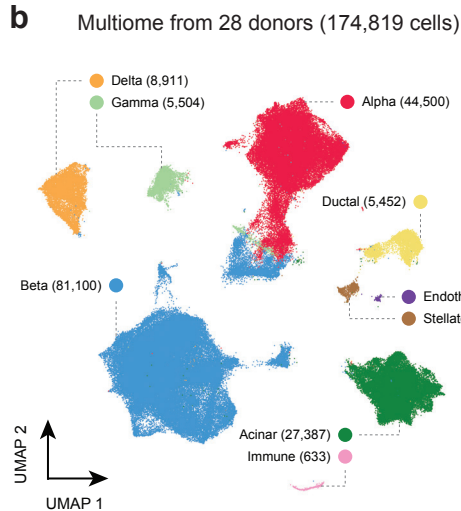 b
Multiome from 28 donors (174,819 cells)
Delta (8,911)
Gamma (5,504)
Alpha (44,500)
Ductal (5,452)
Beta (81,100)
Endoth
Stellat
Acinar (27,387)
Immune (633)
UMAP 2
UMAP 1